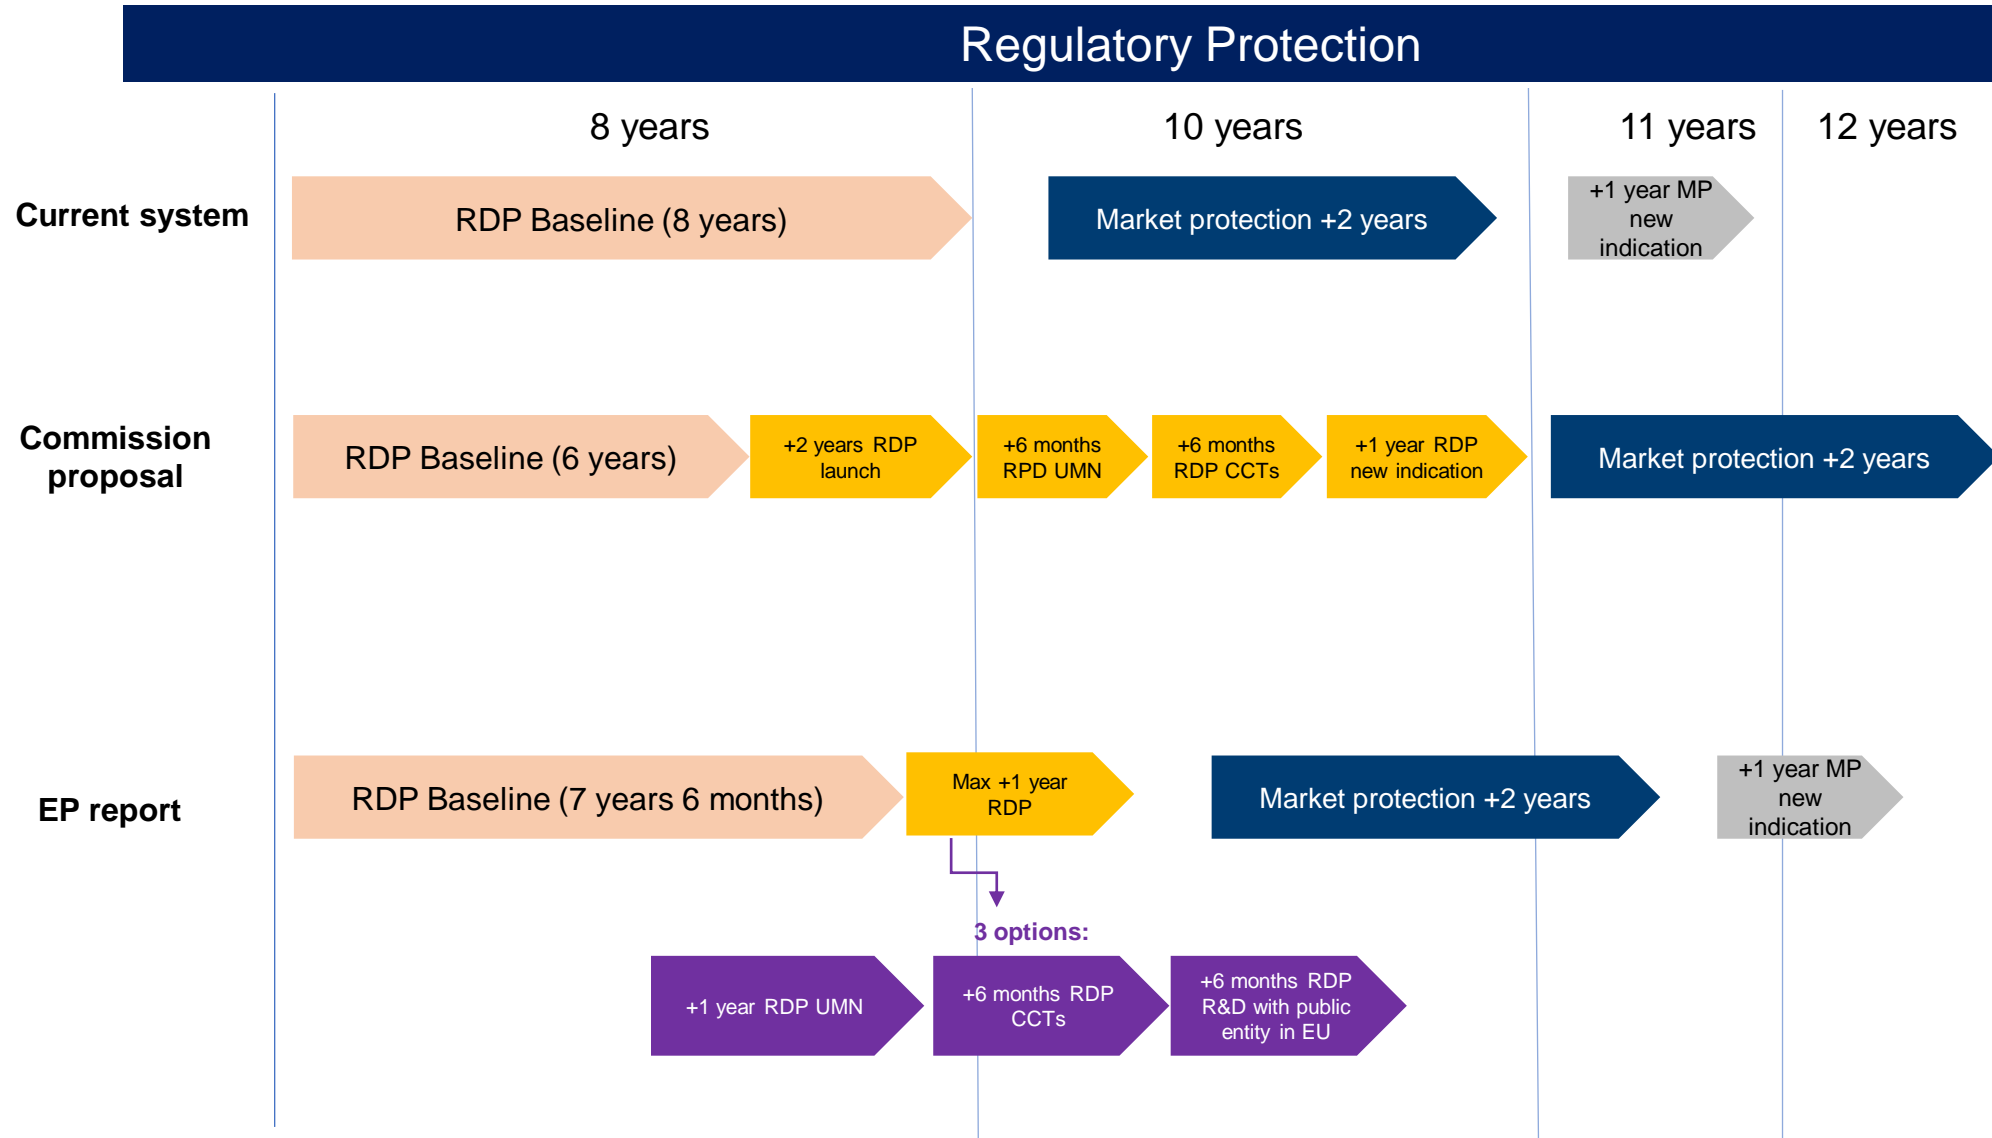 Regulatory Protection
8 years
10 years
11 years
12 years
Current system
RDP Baseline (8 years)
Market protection +2 years
+1 year MP
new
indication
Commission
proposal
RDP Baseline (6 years)
+2 years RDP
launch
+6 months
RPD UMN
+6 months
RDP CCTs
+1 year RDP
new indication
Market protection +2 years
EP report
RDP Baseline (7 years 6 months)
Max +1 year
RDP
Market protection +2 years
+1 year MP
new
indication
3 options:
+1 year RDP UMN
+6 months RDP
CCTs
+6 months RDP
R&D with public
entity in EU